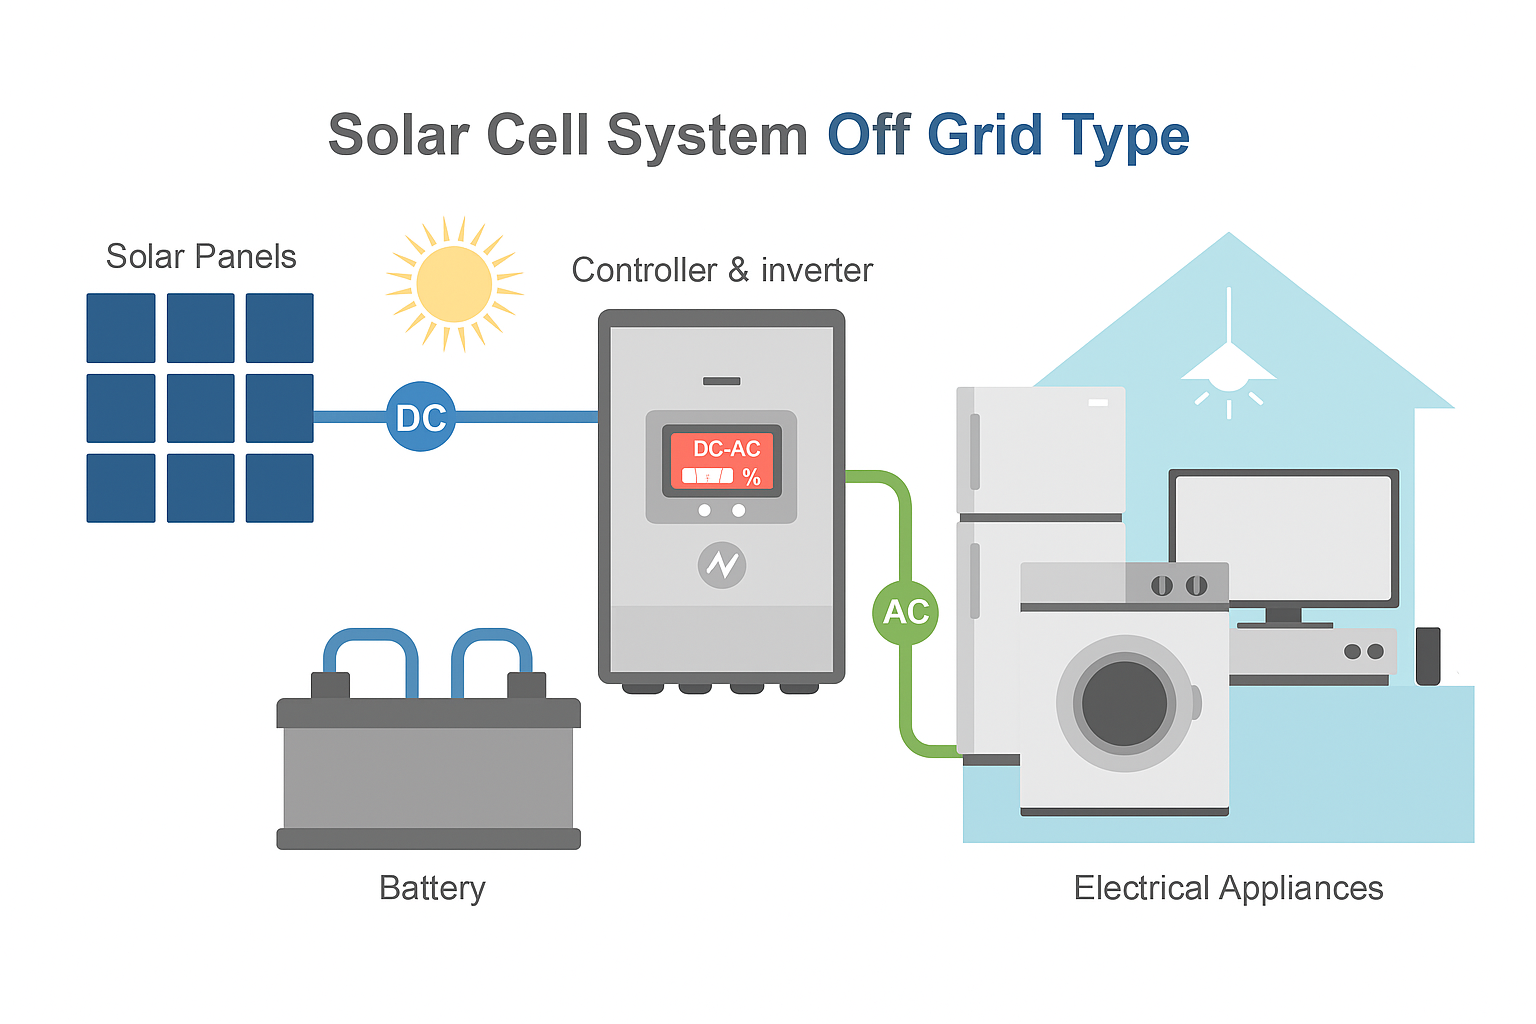 Solar Cell System Off Grid Type
Solar Panels
Controller & inverter
DC
DC-AC
%
AC
Battery
Electrical Appliances